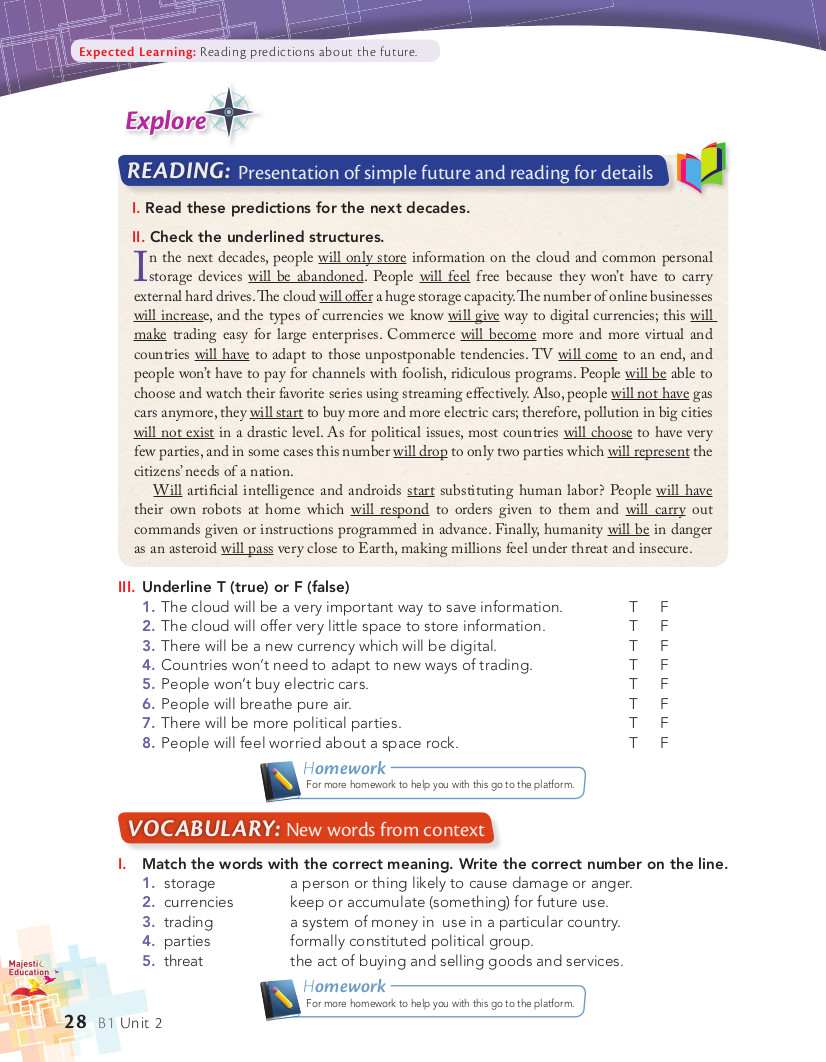 Expected Learning: Reading predictions about the future.
Explore
READING: Presentation of simple future and reading for details
I. Read these predictions for the next decades.
II. Check the underlined structures.
In the next decades, people will only store information on the cloud and common personal
storage devices will be abandoned. People will feel free because they won't have to carry
external hard drives. The cloud will offer a huge storage capacity. The number of online businesses
will increase, and the types of currencies we know will give way to digital currencies; this will
make trading easy for large enterprises. Commerce will become more and more virtual and
countries will have to adapt to those unpostponable tendencies. TV will come to an end, and
people won't have to pay for channels with foolish, ridiculous programs. People will be able to
choose and watch their favorite series using streaming effectively. Also, people will not have gas
cars anymore, they will start to buy more and more electric cars; therefore, pollution in big cities
will not exist in a drastic level. As for political issues, most countries will choose to have very
few parties, and in some cases this number will drop to only two parties which will represent the
citizens' needs of a nation.
Will artificial intelligence and androids start substituting human labor? People will have
their own robots at home which will respond to orders given to them and will carry out
commands given or instructions programmed in advance. Finally, humanity will be in danger
as an asteroid will pass very close to Earth, making millions feel under threat and insecure.
III. Underline T (true) or F (false)
1. The cloud will be a very important way to save information. T F
2. The cloud will offer very little space to store information. T F
3. There will be a new currency which will be digital. T F
4. Countries won't need to adapt to new ways of trading. T F
5. People won't buy electric cars. T F
6. People will breathe pure air. T F
7. There will be more political parties. T F
8. People will feel worried about a space rock. T F
Homework
For more homework to help you with this go to the platform.
VOCABULARY: New words from context
I. Match the words with the correct meaning. Write the correct number on the line.
1. storage a person or thing likely to cause damage or anger.
2. currencies keep or accumulate (something) for future use.
3. trading a system of money in use in a particular country.
4. parties formally constituted political group.
5. threat the act of buying and selling goods and services.
Homework
For more homework to help you with this go to the platform.
Majestic
Education
28 B1 Unit 2